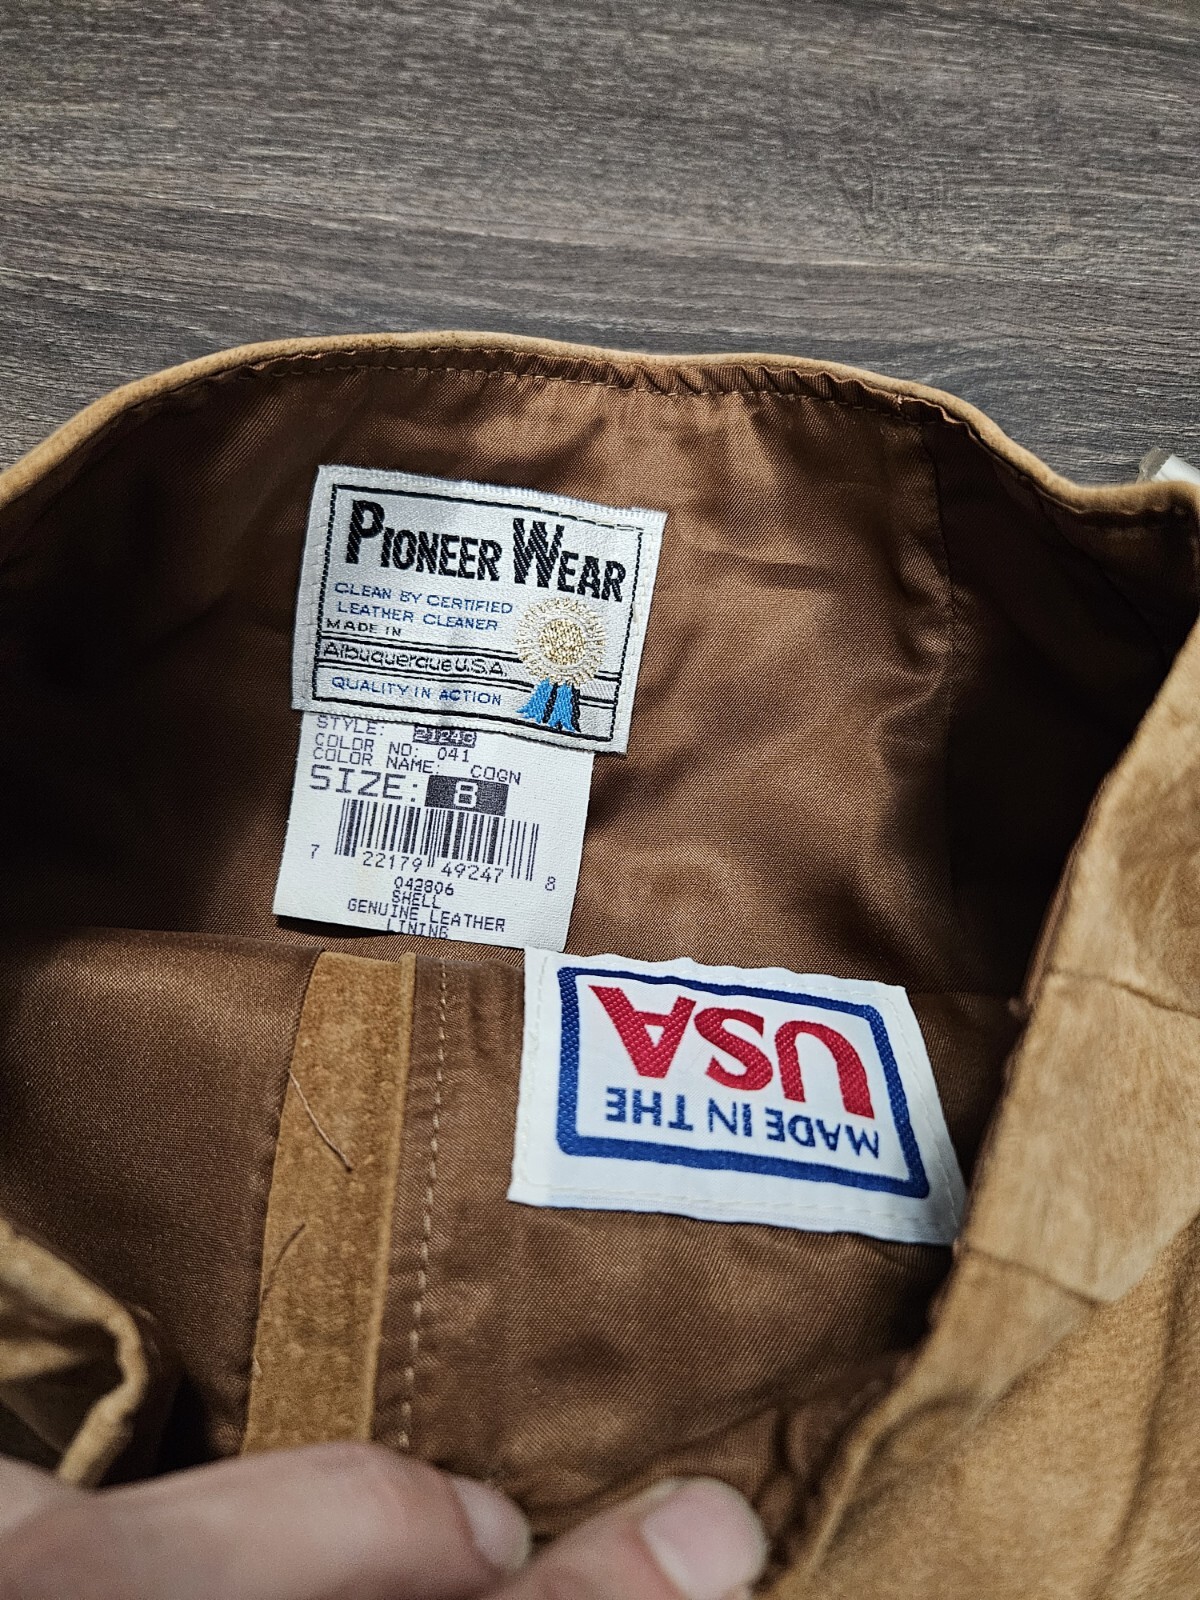 PIONEER WEAR
CLEAN BY CERTIFIED
LEATHER CLEANER
MADE IN
Albuquerque U.S.A.
QUALITY IN ACTION
STYLE: 21243
COLOR NO: 041
COLOR NAME: COGN
SIZE: 8
7 22179 49247 8
042806
SHELL
GENUINE LEATHER
LINING
MADE IN THE
USA